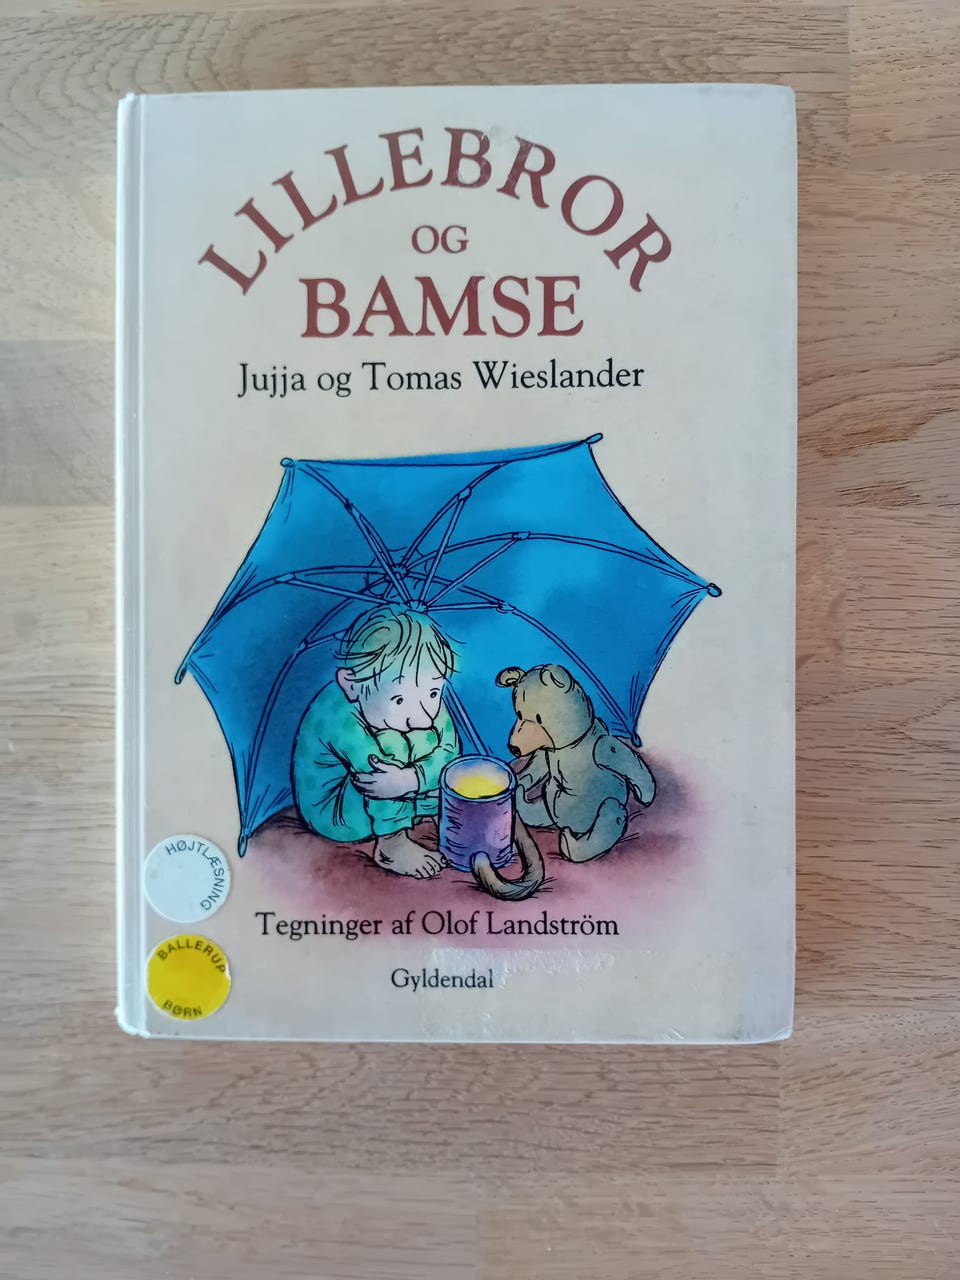 LILLEBROR
OG
BAMSE
Jujja og Tomas Wieslander
HØJTLÆSNING
BALLERUP
BØRN
Tegninger af Olof Landström
Gyldendal